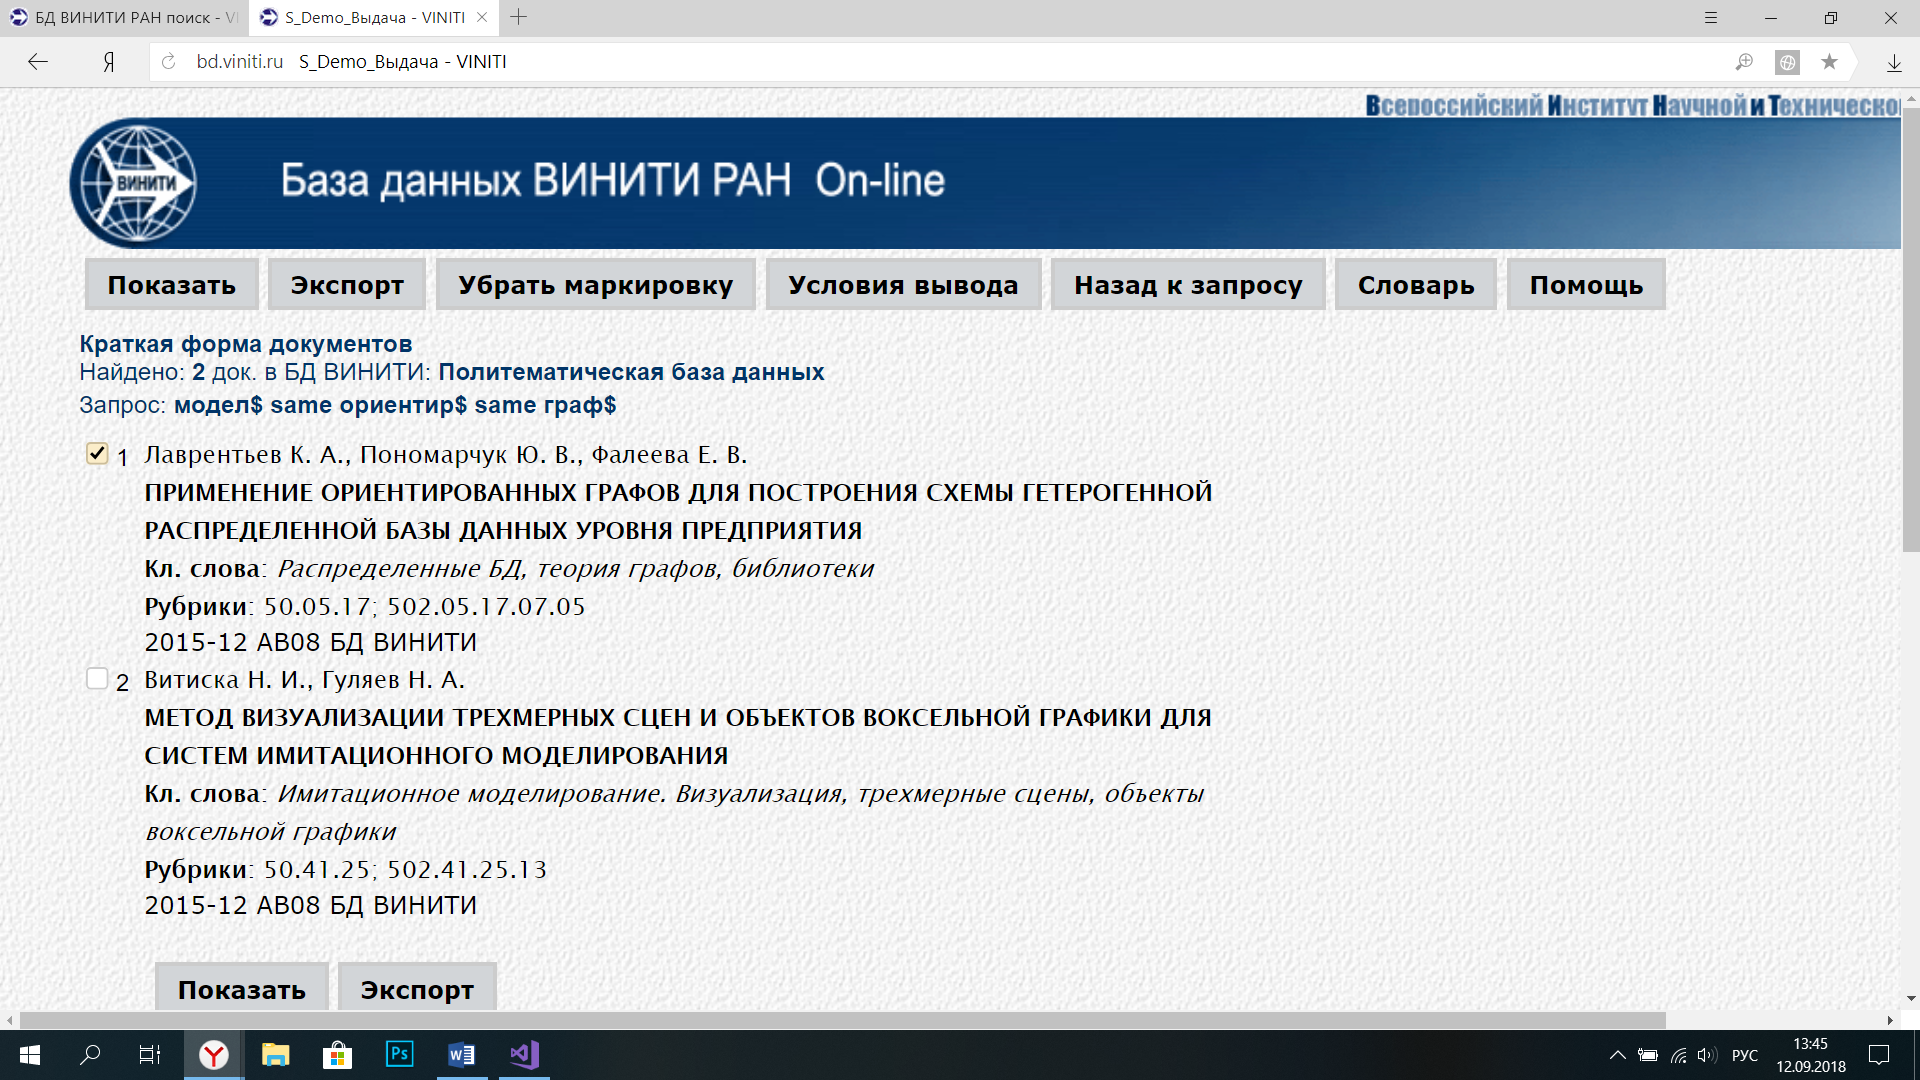 БД ВИНИТИ РАН поиск - VI
S_Demo_Выдача - VINITI
Я
bd.viniti.ru S_Demo_Выдача - VINITI
Всероссийский Институт Научной и Техническо
ВИНИТИ
База данных ВИНИТИ РАН On-line
Показать Экспорт Убрать маркировку Условия вывода Назад к запросу Словарь Помощь
Краткая форма документов
Найдено: 2 док. в БД ВИНИТИ: Политематическая база данных
Запрос: модел$ same ориентир$ same граф$
1 Лаврентьев К. А., Пономарчук Ю. В., Фалеева Е. В.
ПРИМЕНЕНИЕ ОРИЕНТИРОВАННЫХ ГРАФОВ ДЛЯ ПОСТРОЕНИЯ СХЕМЫ ГЕТЕРОГЕННОЙ
РАСПРЕДЕЛЕННОЙ БАЗЫ ДАННЫХ УРОВНЯ ПРЕДПРИЯТИЯ
Кл. слова: Распределенные БД, теория графов, библиотеки
Рубрики: 50.05.17; 502.05.17.07.05
2015-12 AB08 БД ВИНИТИ
2 Витиска Н. И., Гуляев Н. А.
МЕТОД ВИЗУАЛИЗАЦИИ ТРЕХМЕРНЫХ СЦЕН И ОБЪЕКТОВ ВОКСЕЛЬНОЙ ГРАФИКИ ДЛЯ
СИСТЕМ ИМИТАЦИОННОГО МОДЕЛИРОВАНИЯ
Кл. слова: Имитационное моделирование. Визуализация, трехмерные сцены, объекты
воксельной графики
Рубрики: 50.41.25; 502.41.25.13
2015-12 AB08 БД ВИНИТИ
Показать Экспорт
Ps
РУС
13:45
12.09.2018